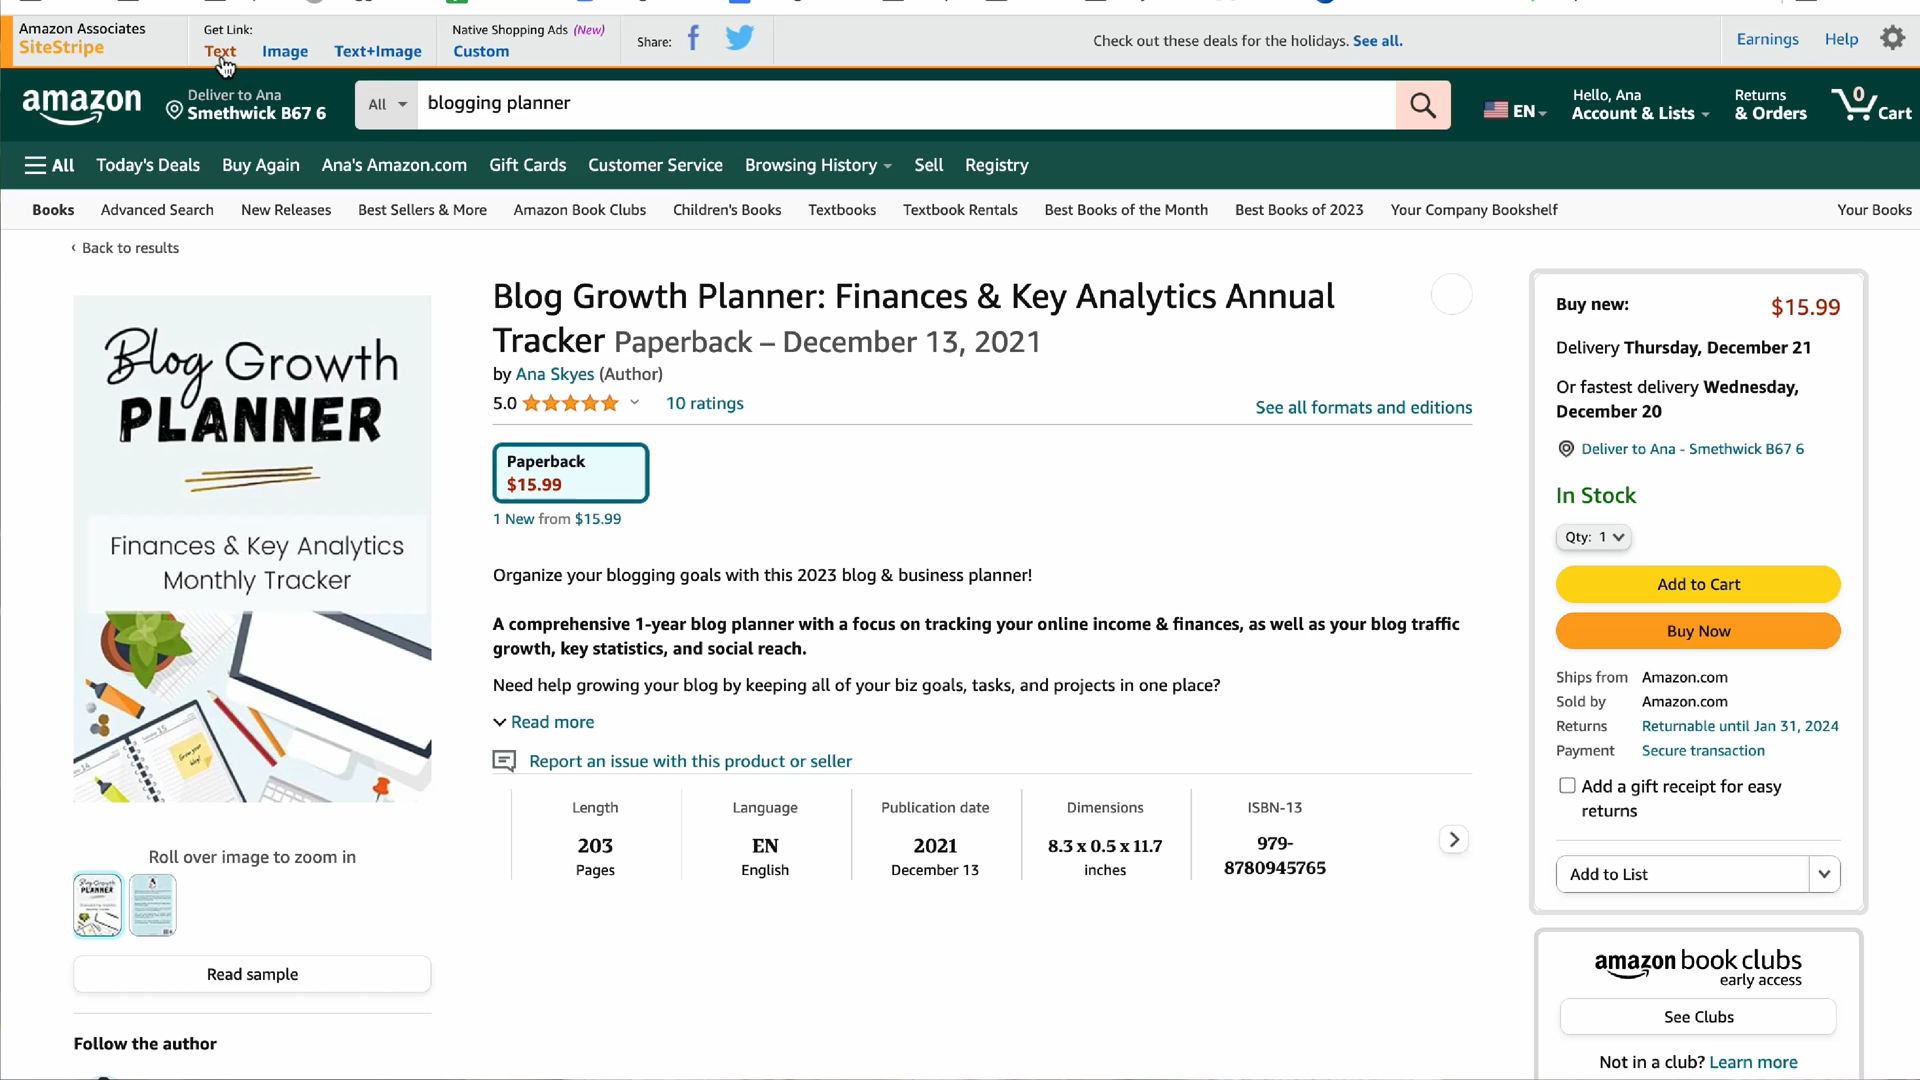 Amazon Associates
SiteStripe
Get Link:
Text
Image
Text+Image
Native Shopping Ads (New)
Custom
Share:
Check out these deals for the holidays. See all.
Earnings
Help
amazon
Deliver to Ana
Smethwick B67 6
All
blogging planner
EN
Hello, Ana
Account & Lists
Returns
& Orders
0
Cart
All
Today's Deals
Buy Again
Ana's Amazon.com
Gift Cards
Customer Service
Browsing History
Sell
Registry
Books
Advanced Search
New Releases
Best Sellers & More
Amazon Book Clubs
Children's Books
Textbooks
Textbook Rentals
Best Books of the Month
Best Books of 2023
Your Company Bookshelf
Your Books
‹ Back to results
Blog Growth
PLANNER
Finances & Key Analytics
Monthly Tracker
Grow your
blog!
Roll over image to zoom in
Read sample
Follow the author
Blog Growth Planner: Finances & Key Analytics Annual
Tracker Paperback – December 13, 2021
by Ana Skyes (Author)
5.0
10 ratings
See all formats and editions
Paperback
$15.99
1 New from $15.99
Organize your blogging goals with this 2023 blog & business planner!
A comprehensive 1-year blog planner with a focus on tracking your online income & finances, as well as your blog traffic
growth, key statistics, and social reach.
Need help growing your blog by keeping all of your biz goals, tasks, and projects in one place?
Read more
Report an issue with this product or seller
Length
203
Pages
Language
EN
English
Publication date
2021
December 13
Dimensions
8.3 x 0.5 x 11.7
inches
ISBN-13
979-
8780945765
Buy new:
$15.99
Delivery Thursday, December 21
Or fastest delivery Wednesday,
December 20
Deliver to Ana - Smethwick B67 6
In Stock
Qty: 1
Add to Cart
Buy Now
Ships from Amazon.com
Sold by Amazon.com
Returns Returnable until Jan 31, 2024
Payment Secure transaction
Add a gift receipt for easy
returns
Add to List
amazon book clubs
early access
See Clubs
Not in a club? Learn more